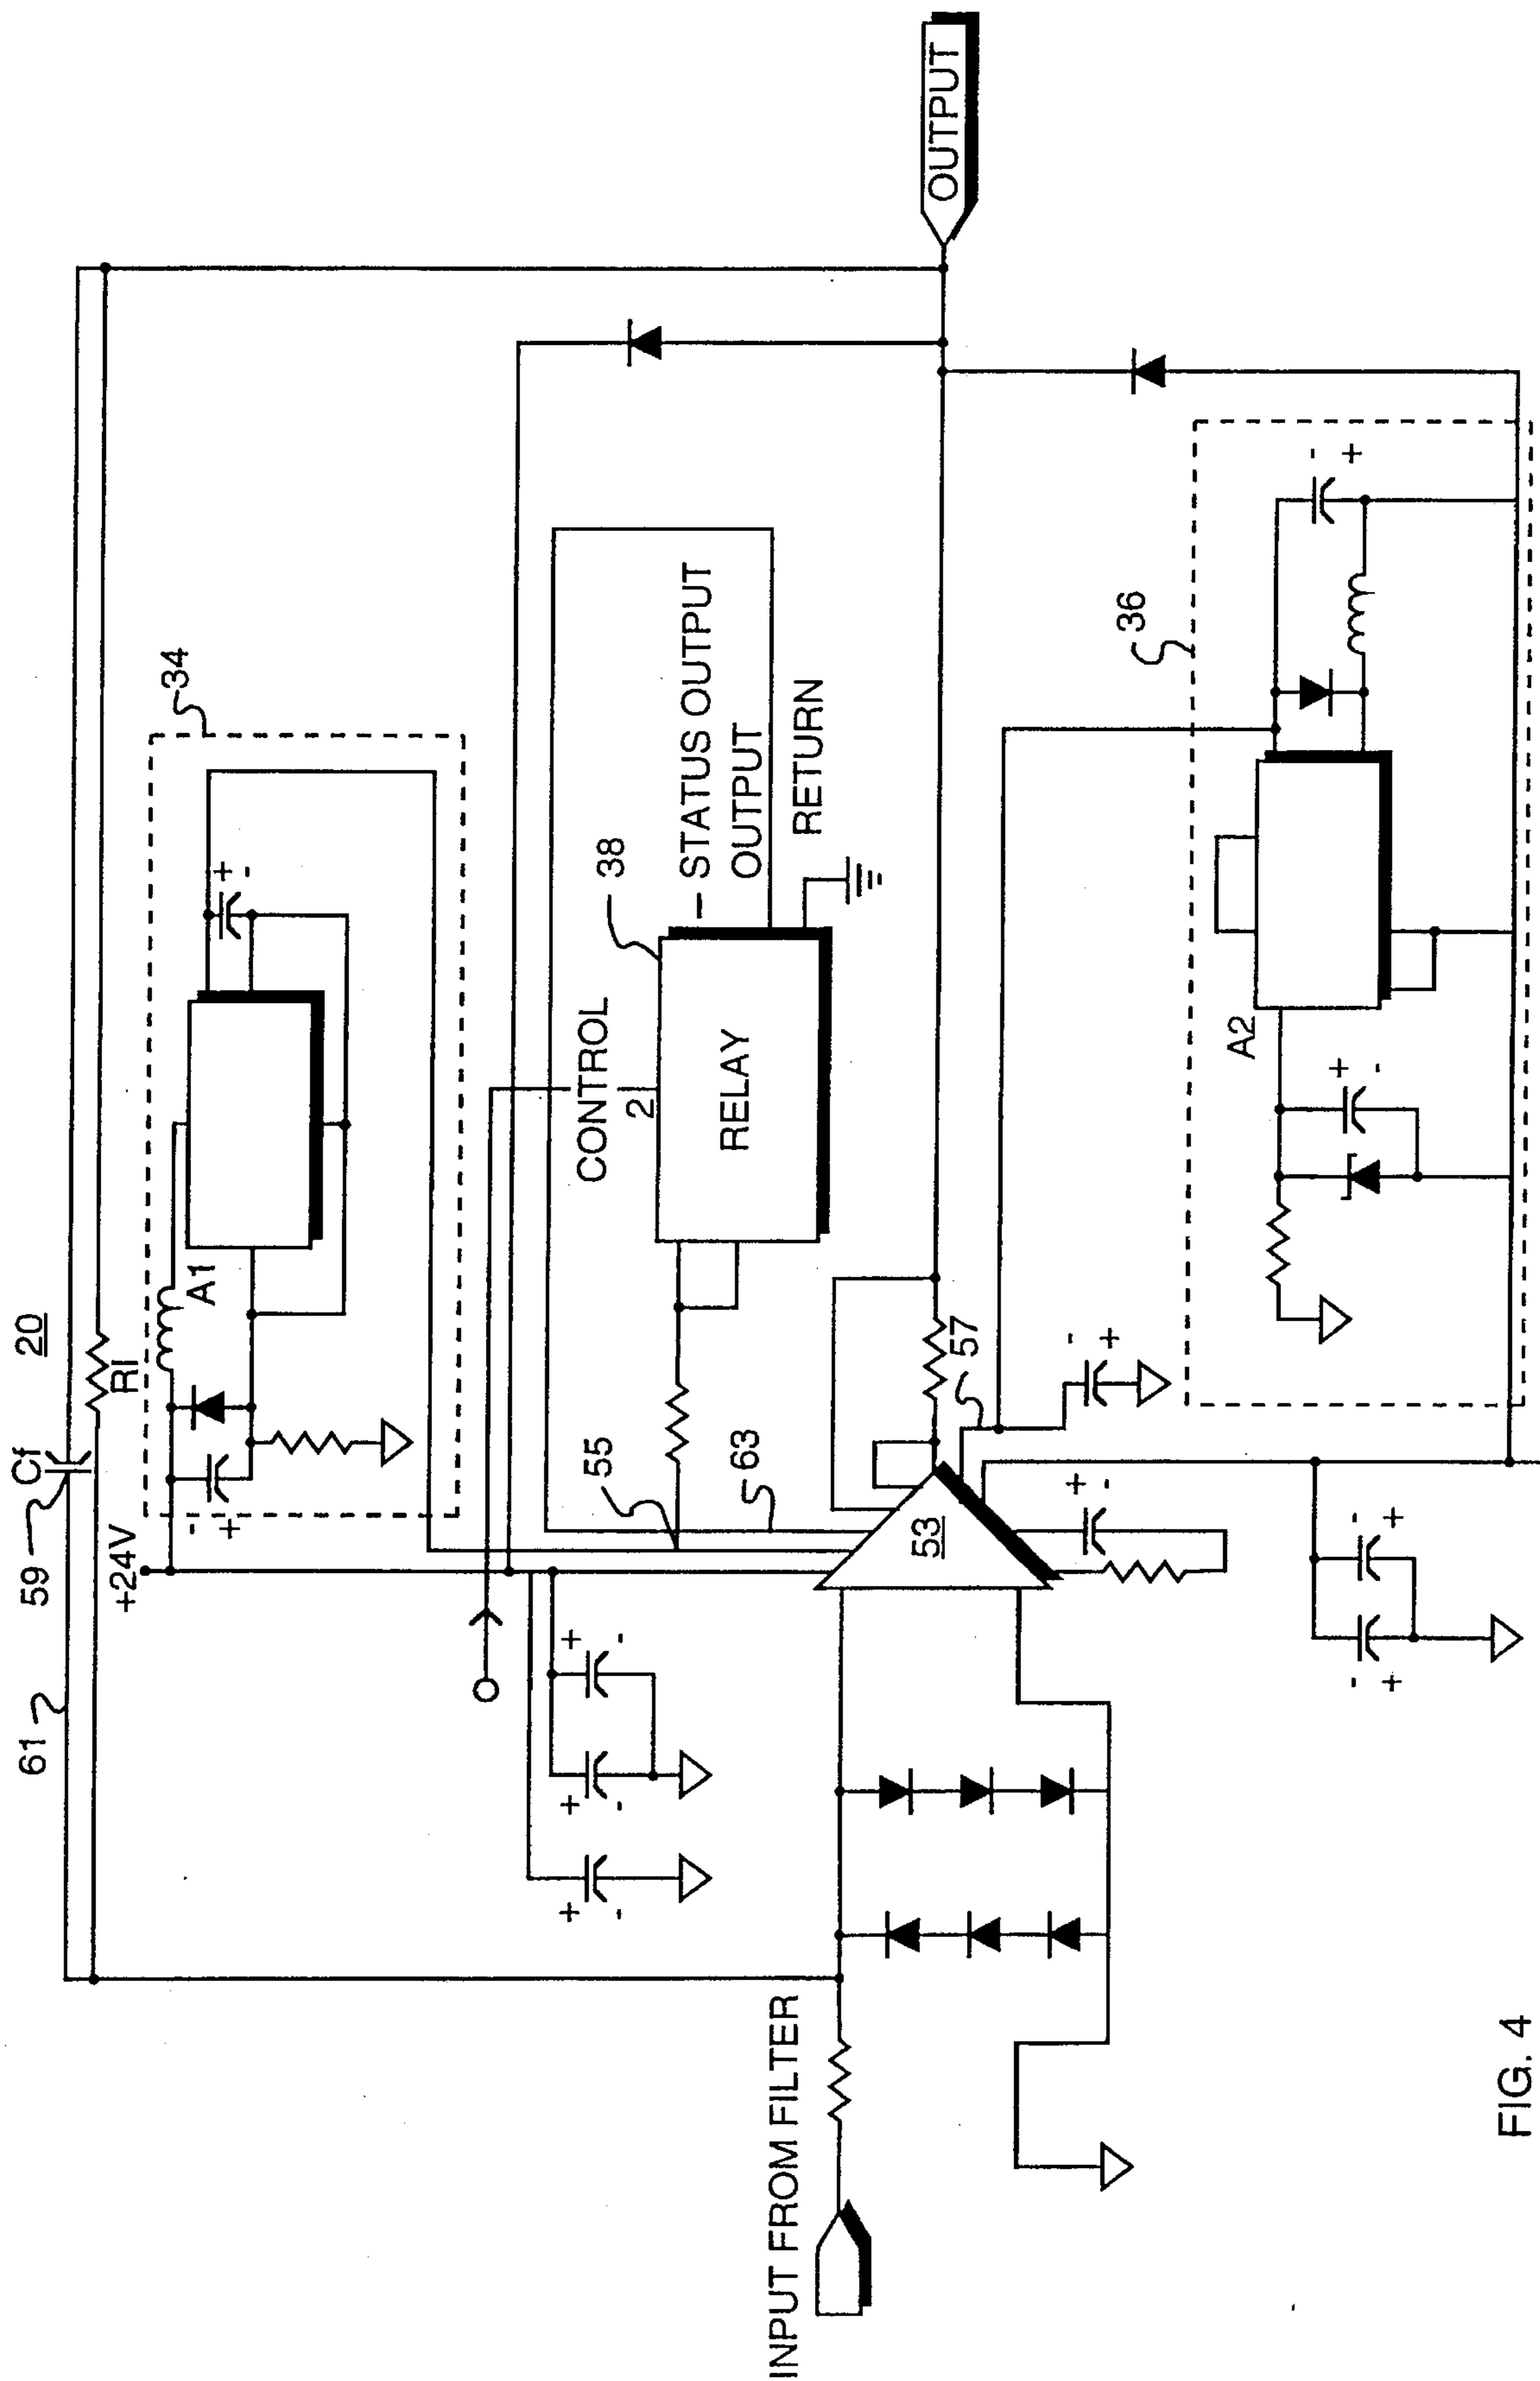 20
59
Cf
61
RI
+24V
34
A1
+
-
-
+
CONTROL
2
38
RELAY
– STATUS OUTPUT
OUTPUT
RETURN
55
63
OUTPUT
+
-
+
-
+
-
53
57
-
+
+
-
36
A2
-
+
+
-
-
+
-
+
INPUT FROM FILTER
FIG. 4